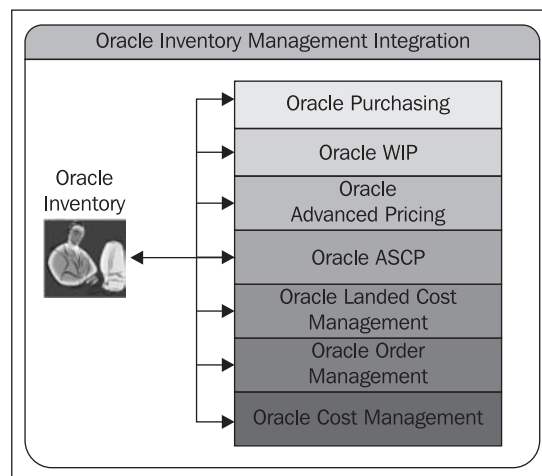 Oracle Inventory Management Integration
Oracle
Inventory
Oracle Purchasing
Oracle WIP
Oracle
Advanced Pricing
Oracle ASCP
Oracle Landed Cost
Management
Oracle Order
Management
Oracle Cost Management